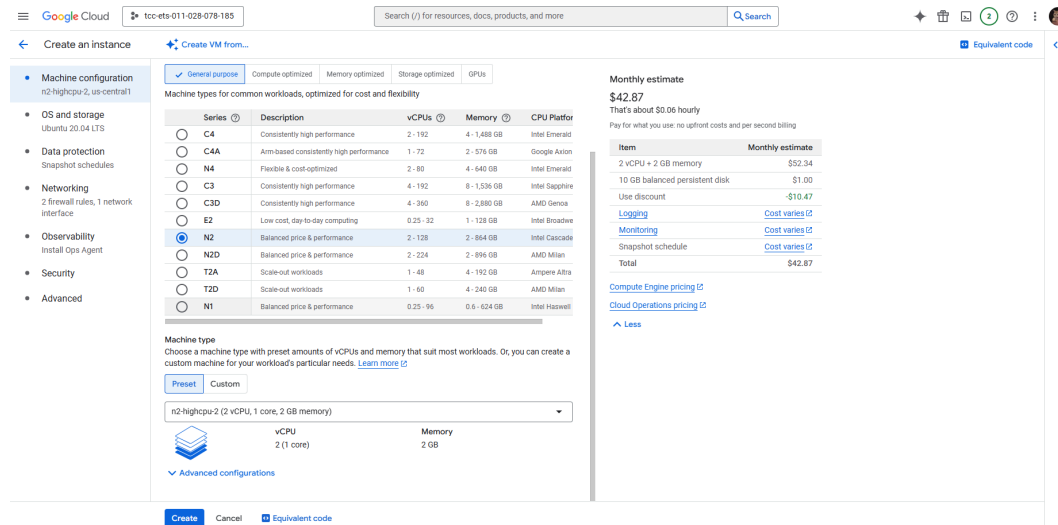 Google Cloud
tcc-ets-011-028-078-185
Search (/) for resources, docs, products, and more
Search
2
Create an instance
Create VM from...
Equivalent code
Machine configuration
n2-highcpu-2, us-central1
OS and storage
Ubuntu 20.04 LTS
Data protection
Snapshot schedules
Networking
2 firewall rules, 1 network
interface
Observability
Install Ops Agent
Security
Advanced
General purpose Compute optimized Memory optimized Storage optimized GPUs
Machine types for common workloads, optimized for cost and flexibility
Series Description vCPUs Memory CPU Platfor
C4 Consistently high performance 2 - 192 4 - 1,488 GB Intel Emerald
C4A Arm-based consistently high performance 1 - 72 2 - 576 GB Google Axion
N4 Flexible & cost-optimized 2 - 80 4 - 640 GB Intel Emerald
C3 Consistently high performance 4 - 192 8 - 1,536 GB Intel Sapphire
C3D Consistently high performance 4 - 360 8 - 2,880 GB AMD Genoa
E2 Low cost, day-to-day computing 0.25 - 32 1 - 128 GB Intel Broadwe
N2 Balanced price & performance 2 - 128 2 - 864 GB Intel Cascade
N2D Balanced price & performance 2 - 224 2 - 896 GB AMD Milan
T2A Scale-out workloads 1 - 48 4 - 192 GB Ampere Altra
T2D Scale-out workloads 1 - 60 4 - 240 GB AMD Milan
N1 Balanced price & performance 0.25 - 96 0.6 - 624 GB Intel Haswell
Machine type
Choose a machine type with preset amounts of vCPUs and memory that suit most workloads. Or, you can create a
custom machine for your workload's particular needs. Learn more
Preset Custom
n2-highcpu-2 (2 vCPU, 1 core, 2 GB memory)
vCPU Memory
2 (1 core) 2 GB
Advanced configurations
Create Cancel Equivalent code
Monthly estimate
$42.87
That's about $0.06 hourly
Pay for what you use: no upfront costs and per second billing
Item Monthly estimate
2 vCPU + 2 GB memory $52.34
10 GB balanced persistent disk $1.00
Use discount -$10.47
Logging Cost varies
Monitoring Cost varies
Snapshot schedule Cost varies
Total $42.87
Compute Engine pricing
Cloud Operations pricing
Less